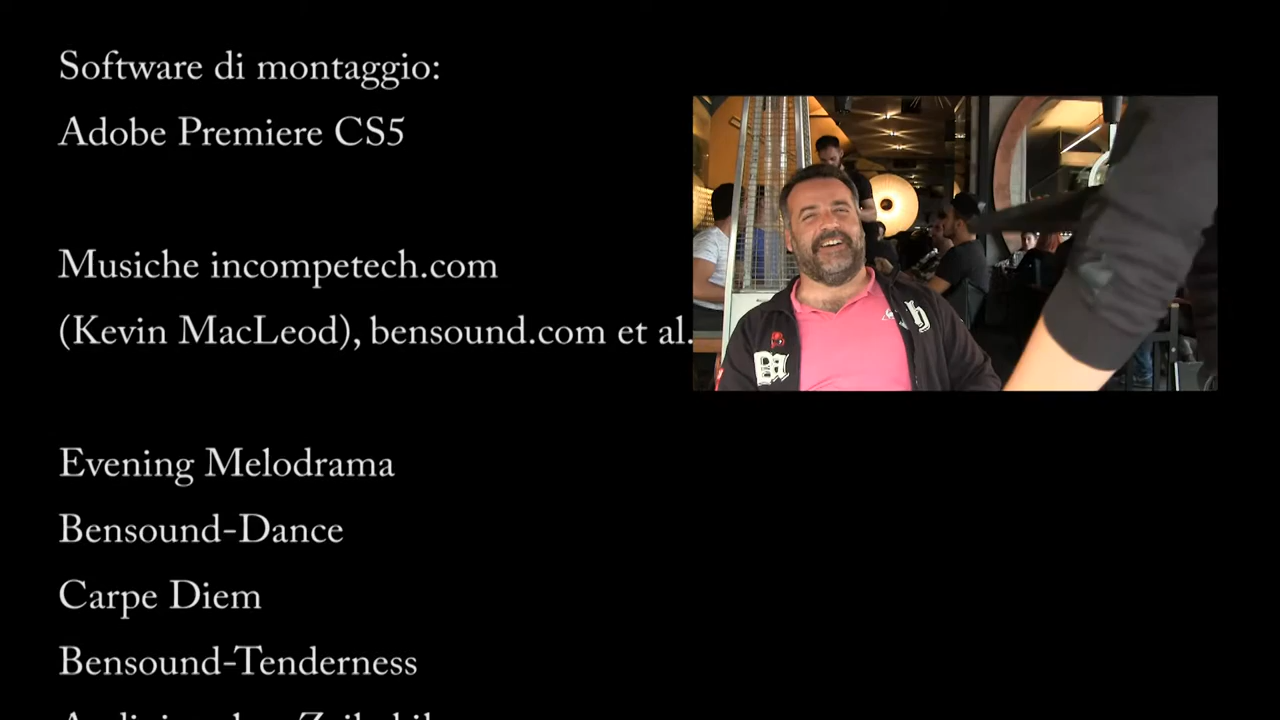 Software di montaggio:
Adobe Premiere CS5
Musiche incompetech.com
(Kevin MacLeod), bensound.com et al.
Evening Melodrama
Bensound-Dance
Carpe Diem
Bensound-Tenderness